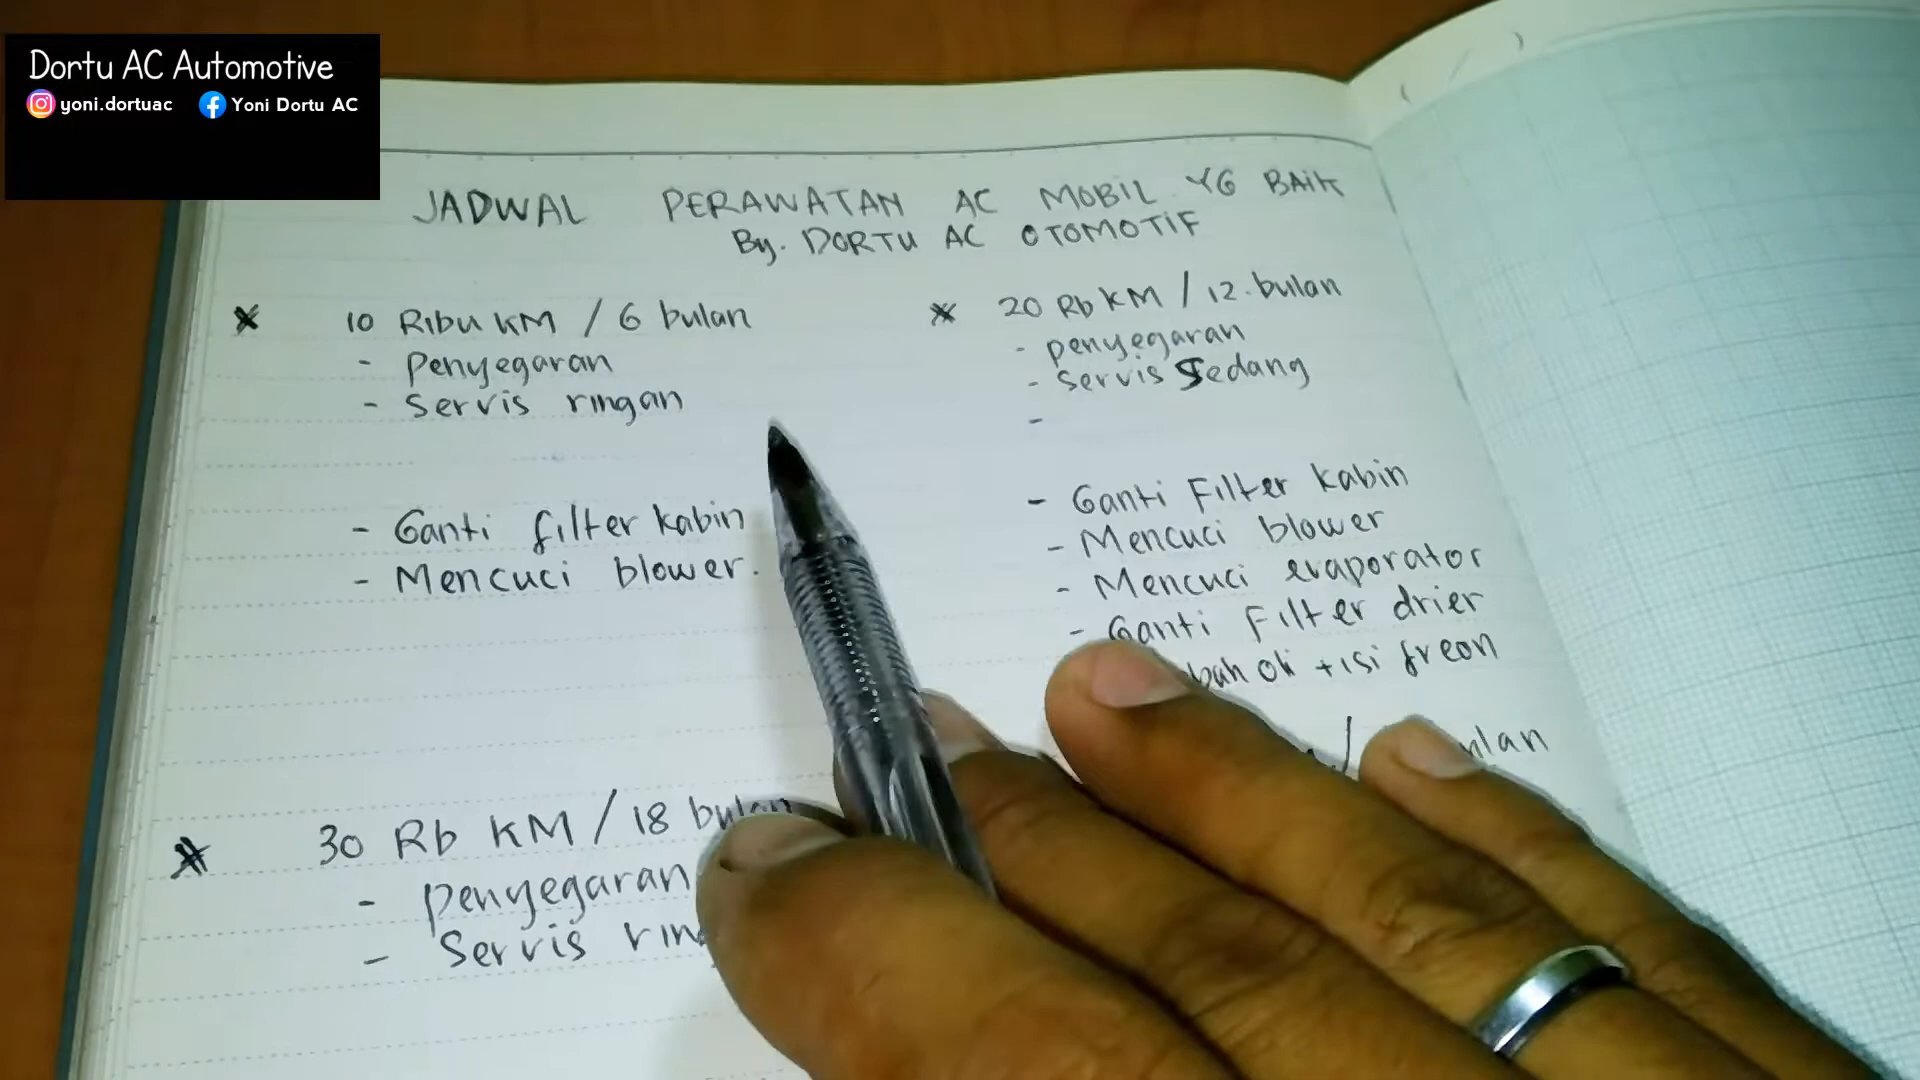 Dortu AC Automotive
yoni.dortuac Yoni Dortu AC
JADWAL PERAWATAN AC MOBIL YG BAIK
By. DORTU AC OTOMOTIF
* 10 Ribu KM / 6 bulan
- Penyegaran
- Servis ringan
- Ganti filter kabin
- Mencuci blower.
* 20 Rb KM / 12. bulan
- penyegaran
- Servis Sedang
-
- Ganti Filter kabin
- Mencuci blower
- Mencuci evaporator
- Ganti Filter drier
oli + isi freon
* 30 Rb KM / 18 bulan
- Penyegaran
- Servis